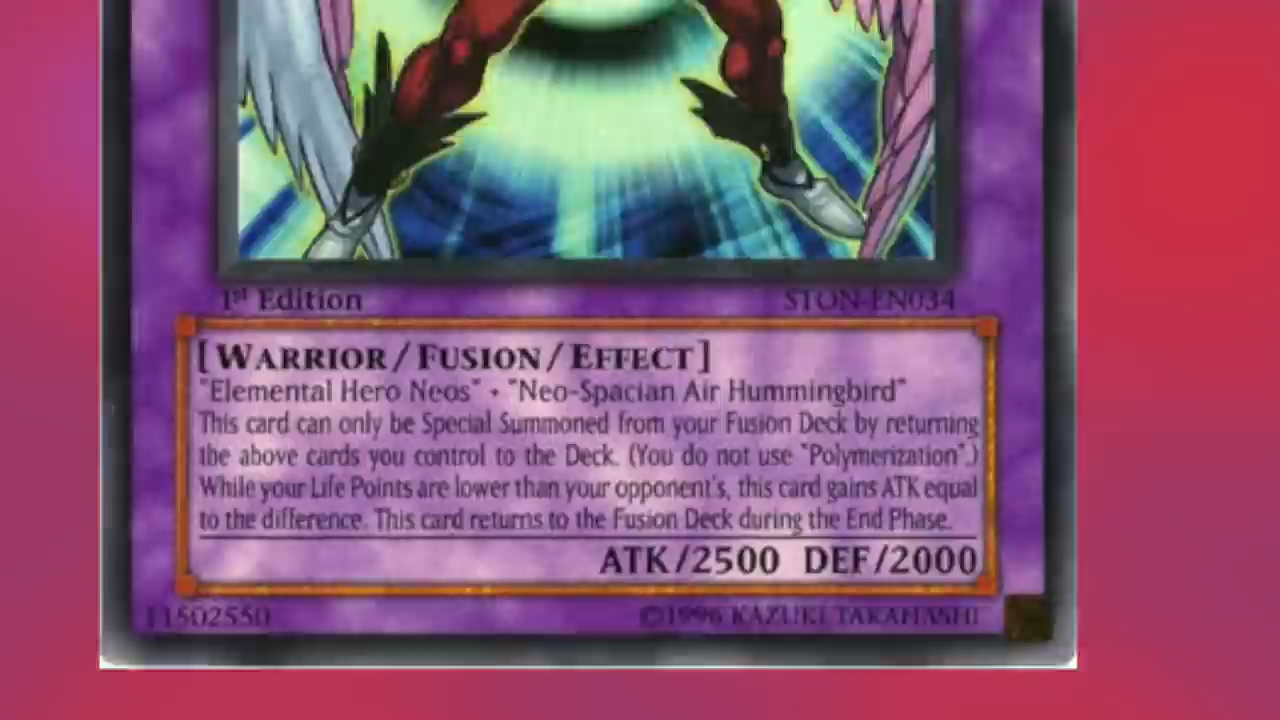 1st Edition STON-EN034
[WARRIOR/FUSION/EFFECT]
"Elemental Hero Neos" + "Neo-Spacian Air Hummingbird"
This card can only be Special Summoned from your Fusion Deck by returning
the above cards you control to the Deck. (You do not use "Polymerization".)
While your Life Points are lower than your opponent's, this card gains ATK equal
to the difference. This card returns to the Fusion Deck during the End Phase.
ATK/2500 DEF/2000
11502550 ©1996 KAZUKI TAKAHASHI